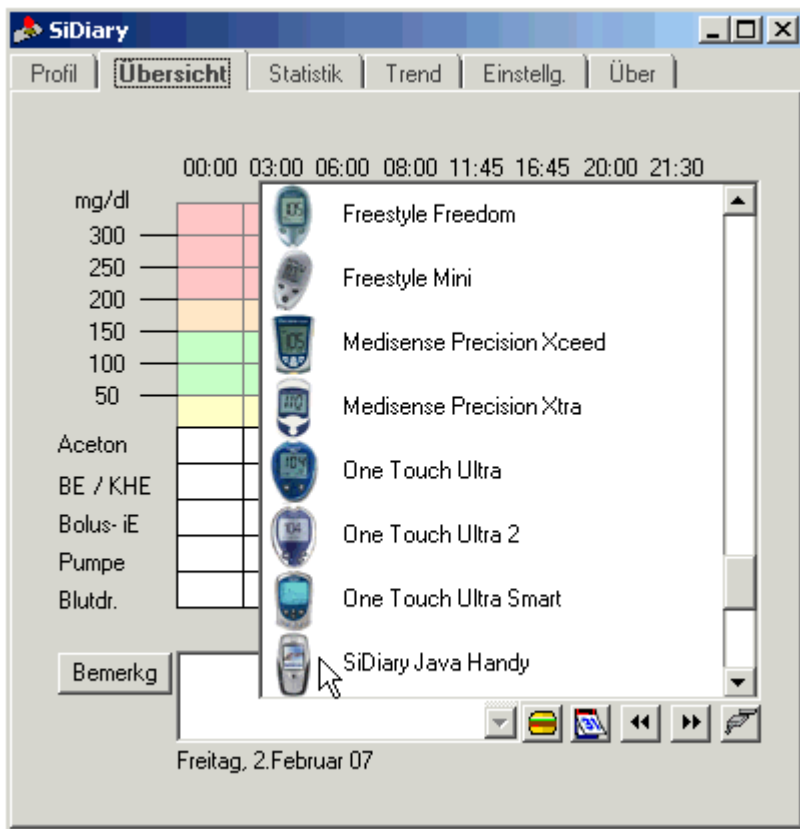 SiDiary
Profil Übersicht Statistik Trend Einstellg. Über
00:00 03:00 06:00 08:00 11:45 16:45 20:00 21:30
mg/dl
300
250
200
150
100
50
Aceton
BE / KHE
Bolus- iE
Pumpe
Blutdr.
Freestyle Freedom
Freestyle Mini
Medisense Precision Xceed
Medisense Precision Xtra
One Touch Ultra
One Touch Ultra 2
One Touch Ultra Smart
SiDiary Java Handy
Bemerkg
Freitag, 2.Februar 07